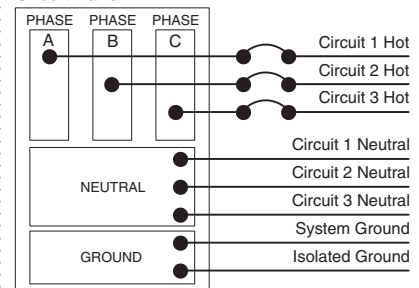 PHASE PHASE PHASE
A B C
Circuit 1 Hot
Circuit 2 Hot
Circuit 3 Hot
Circuit 1 Neutral
Circuit 2 Neutral
NEUTRAL
Circuit 3 Neutral
System Ground
GROUND
Isolated Ground